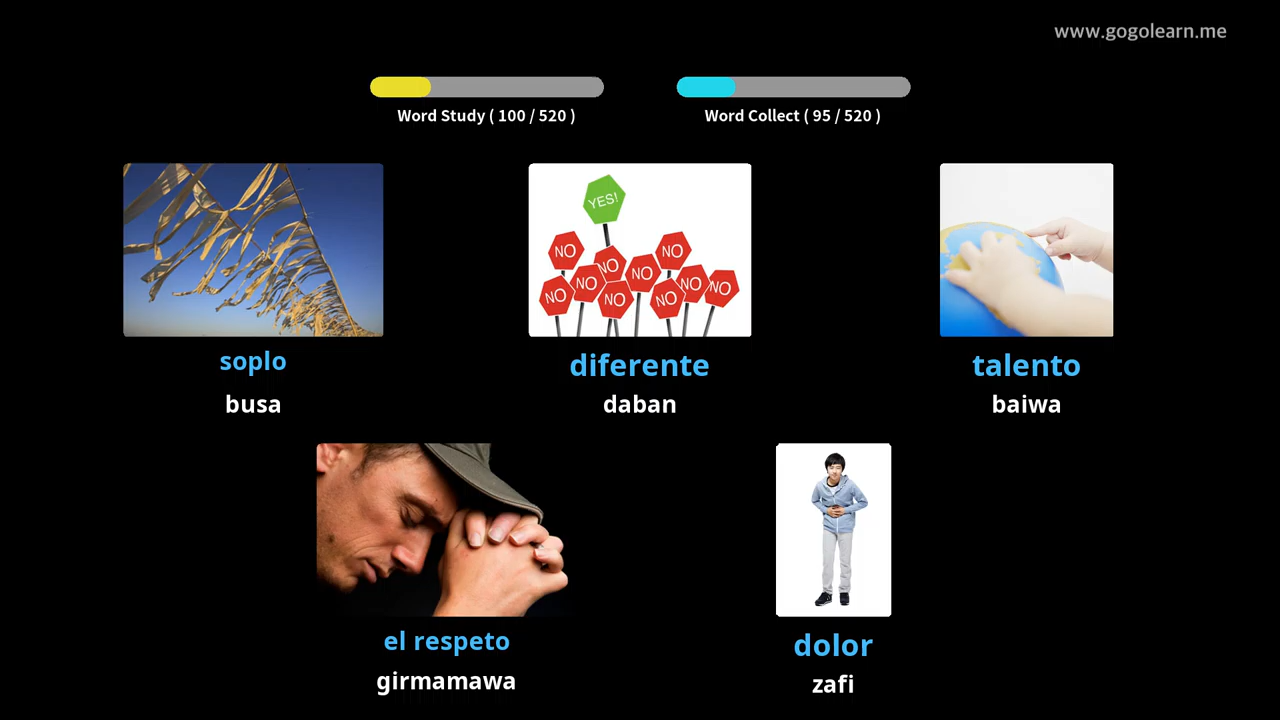 www.gogolearn.me
Word Study ( 100 / 520 )
Word Collect ( 95 / 520 )
YES!
NO
NO
NO
NO
NO
NO
NO
NO
NO
NO
soplo
diferente
talento
busa
daban
baiwa
el respeto
dolor
girmamawa
zafi